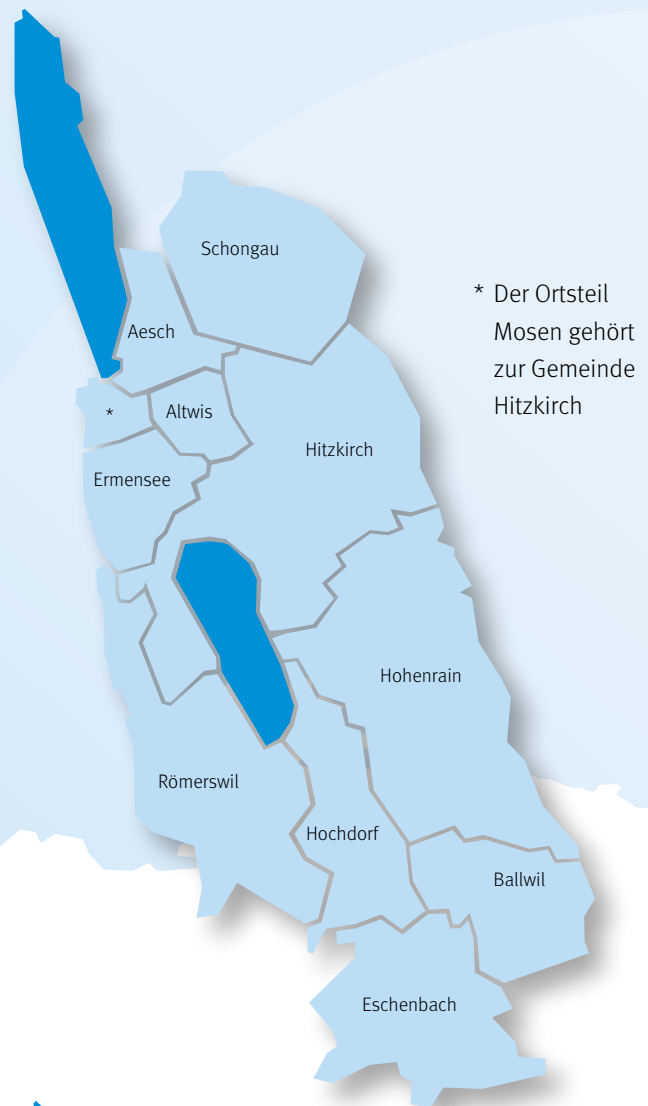 Schongau
* Der Ortsteil
Mosen gehört
zur Gemeinde
Hitzkirch
Aesch
*
Altwis
Hitzkirch
Ermensee
Hohenrain
Römerswil
Hochdorf
Ballwil
Eschenbach